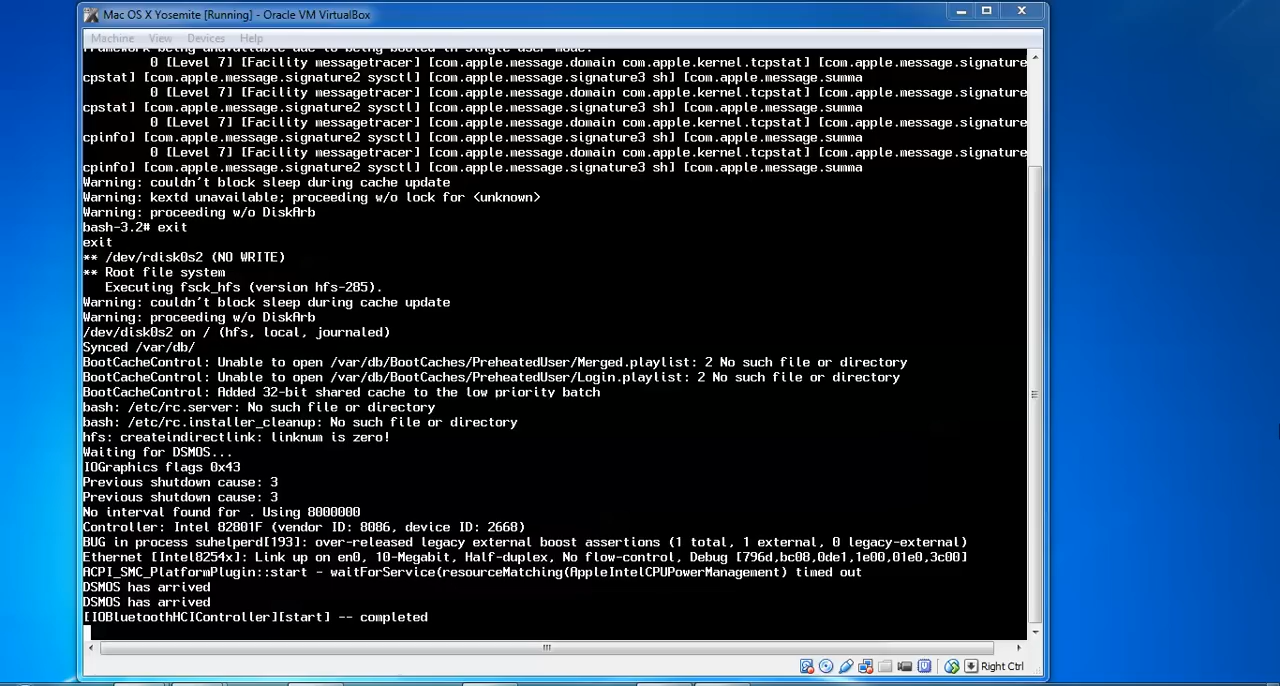 Mac OS X Yosemite [Running] - Oracle VM VirtualBox
Machine View Devices Help
framework being unavailable due to being booted in single user mode.
0 [Level 7] [Facility messagetracer] [com.apple.message.domain com.apple.kernel.tcpstat] [com.apple.message.signature
cpstat] [com.apple.message.signature2 sysctl] [com.apple.message.signature3 sh] [com.apple.message.summa
0 [Level 7] [Facility messagetracer] [com.apple.message.domain com.apple.kernel.tcpstat] [com.apple.message.signature
cpstat] [com.apple.message.signature2 sysctl] [com.apple.message.signature3 sh] [com.apple.message.summa
0 [Level 7] [Facility messagetracer] [com.apple.message.domain com.apple.kernel.tcpstat] [com.apple.message.signature
cpinfo] [com.apple.message.signature2 sysctl] [com.apple.message.signature3 sh] [com.apple.message.summa
0 [Level 7] [Facility messagetracer] [com.apple.message.domain com.apple.kernel.tcpstat] [com.apple.message.signature
cpinfo] [com.apple.message.signature2 sysctl] [com.apple.message.signature3 sh] [com.apple.message.summa
Warning: couldn't block sleep during cache update
Warning: kextd unavailable; proceeding w/o lock for <unknown>
Warning: proceeding w/o DiskArb
bash-3.2# exit
exit
** /dev/rdisk0s2 (NO WRITE)
** Root file system
Executing fsck_hfs (version hfs-285).
Warning: couldn't block sleep during cache update
Warning: proceeding w/o DiskArb
/dev/disk0s2 on / (hfs, local, journaled)
Synced /var/db/
BootCacheControl: Unable to open /var/db/BootCaches/PreheatedUser/Merged.playlist: 2 No such file or directory
BootCacheControl: Unable to open /var/db/BootCaches/PreheatedUser/Login.playlist: 2 No such file or directory
BootCacheControl: Added 32-bit shared cache to the low priority batch
bash: /etc/rc.server: No such file or directory
bash: /etc/rc.installer_cleanup: No such file or directory
hfs: createindirectlink: linknum is zero!
Waiting for DSMOS...
IOGraphics flags 0x43
Previous shutdown cause: 3
Previous shutdown cause: 3
No interval found for . Using 8000000
Controller: Intel 82801F (vendor ID: 8086, device ID: 2668)
BUG in process suhelperd[193]: over-released legacy external boost assertions (1 total, 1 external, 0 legacy-external)
Ethernet [Intel8254x]: Link up on en0, 10-Megabit, Half-duplex, No flow-control, Debug [796d,bc08,0de1,1e00,01e0,3c00]
ACPI_SMC_PlatformPlugin::start - waitForService(resourceMatching(AppleIntelCPUPowerManagement) timed out
DSMOS has arrived
DSMOS has arrived
[IOBluetoothHCIController][start] -- completed
Right Ctrl